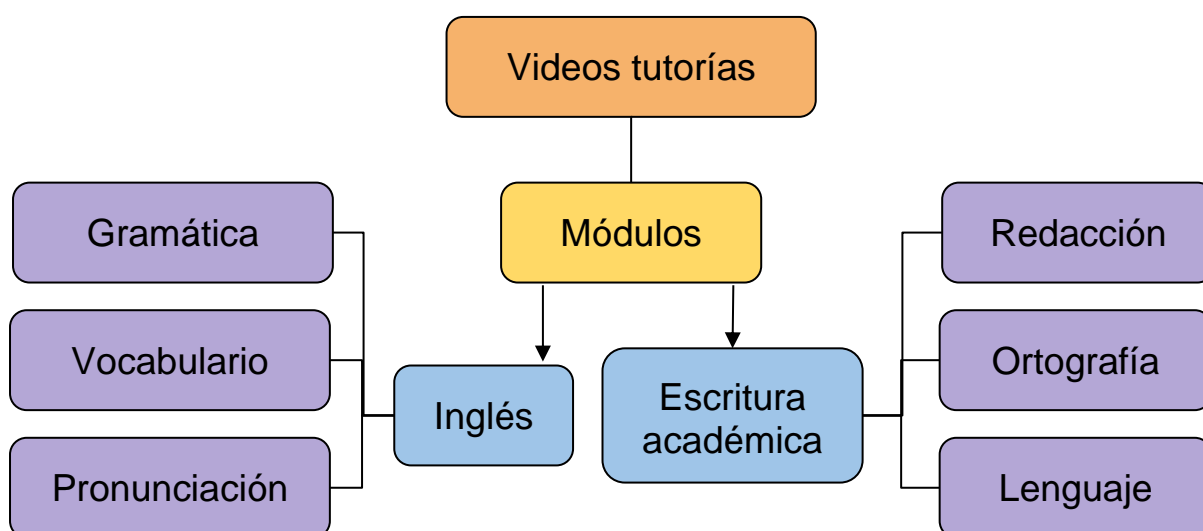 Videos tutorías
Módulos
Gramática
Vocabulario
Pronunciación
Inglés
Escritura
académica
Redacción
Ortografía
Lenguaje